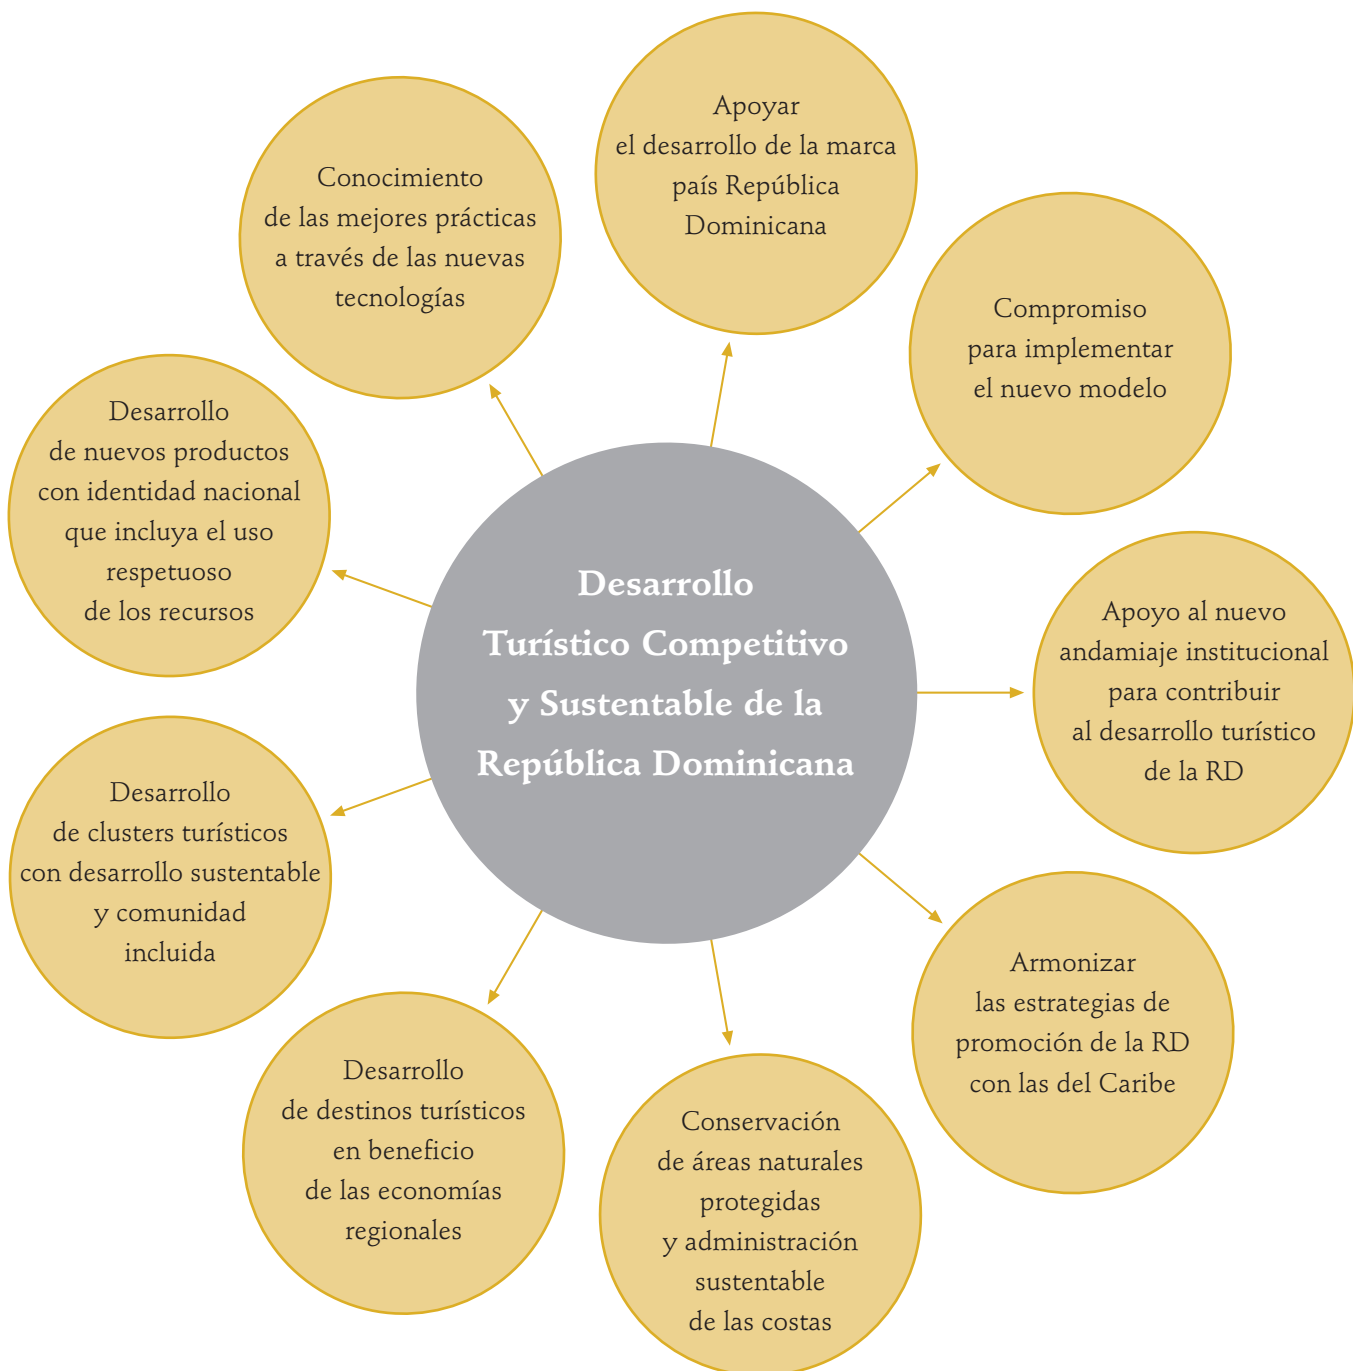 Apoyar
el desarrollo de la marca
país República
Dominicana
Conocimiento
de las mejores prácticas
a través de las nuevas
tecnologías
Compromiso
para implementar
el nuevo modelo
Desarrollo
de nuevos productos
con identidad nacional
que incluya el uso
respetuoso
de los recursos
Desarrollo
Turístico Competitivo
y Sustentable de la
República Dominicana
Apoyo al nuevo
andamiaje institucional
para contribuir
al desarrollo turístico
de la RD
Desarrollo
de clusters turísticos
con desarrollo sustentable
y comunidad
incluida
Armonizar
las estrategias de
promoción de la RD
con las del Caribe
Desarrollo
de destinos turísticos
en beneficio
de las economías
regionales
Conservación
de áreas naturales
protegidas
y administración
sustentable
de las costas